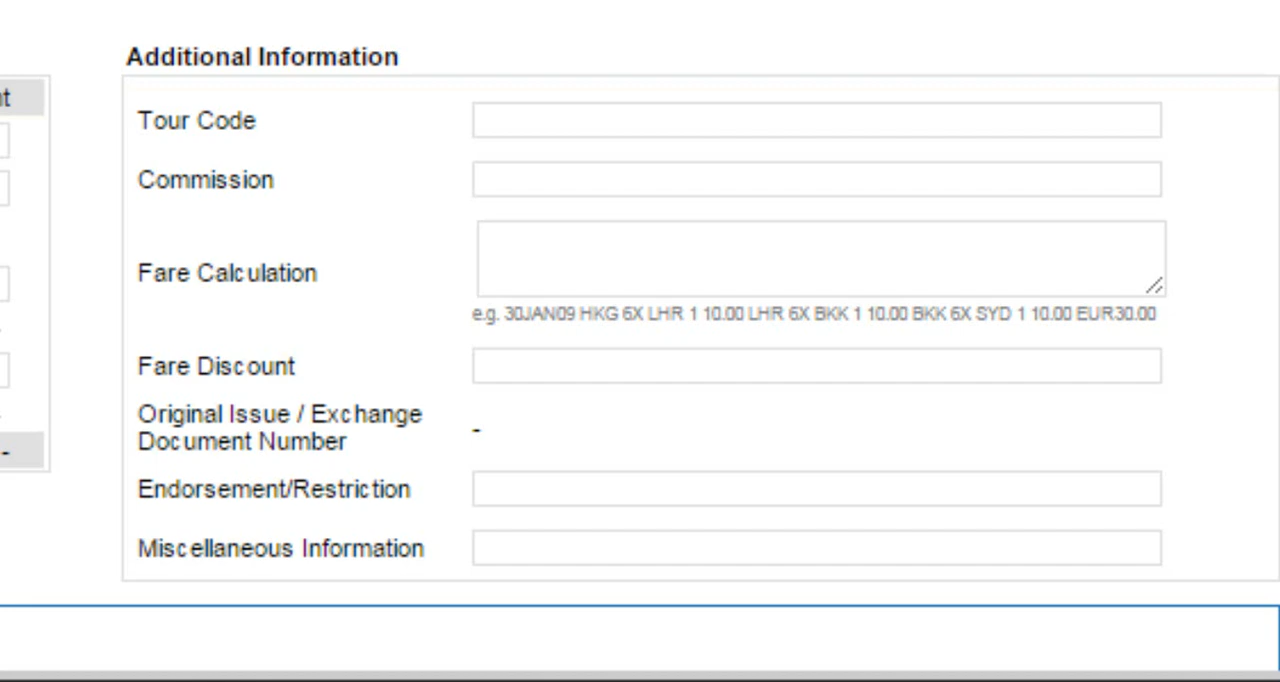 Additional Information
Tour Code
Commission
Fare Calculation
e.g. 30JAN09 HKG 6X LHR 1 10.00 LHR 6X BKK 1 10.00 BKK 6X SYD 1 10.00 EUR30.00
Fare Discount
Original Issue / Exchange
Document Number
-
Endorsement/Restriction
Miscellaneous Information
-